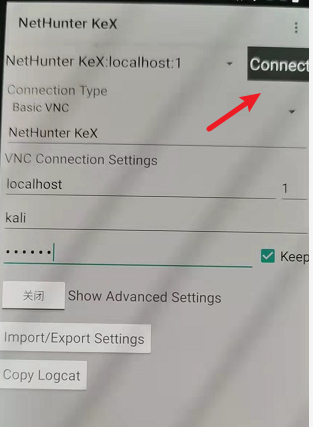 NetHunter KeX
NetHunter KeX:localhost:1
Connect
Connection Type
Basic VNC
NetHunter KeX
VNC Connection Settings
localhost 1
kali
••••••
Keep
关闭 Show Advanced Settings
Import/Export Settings
Copy Logcat